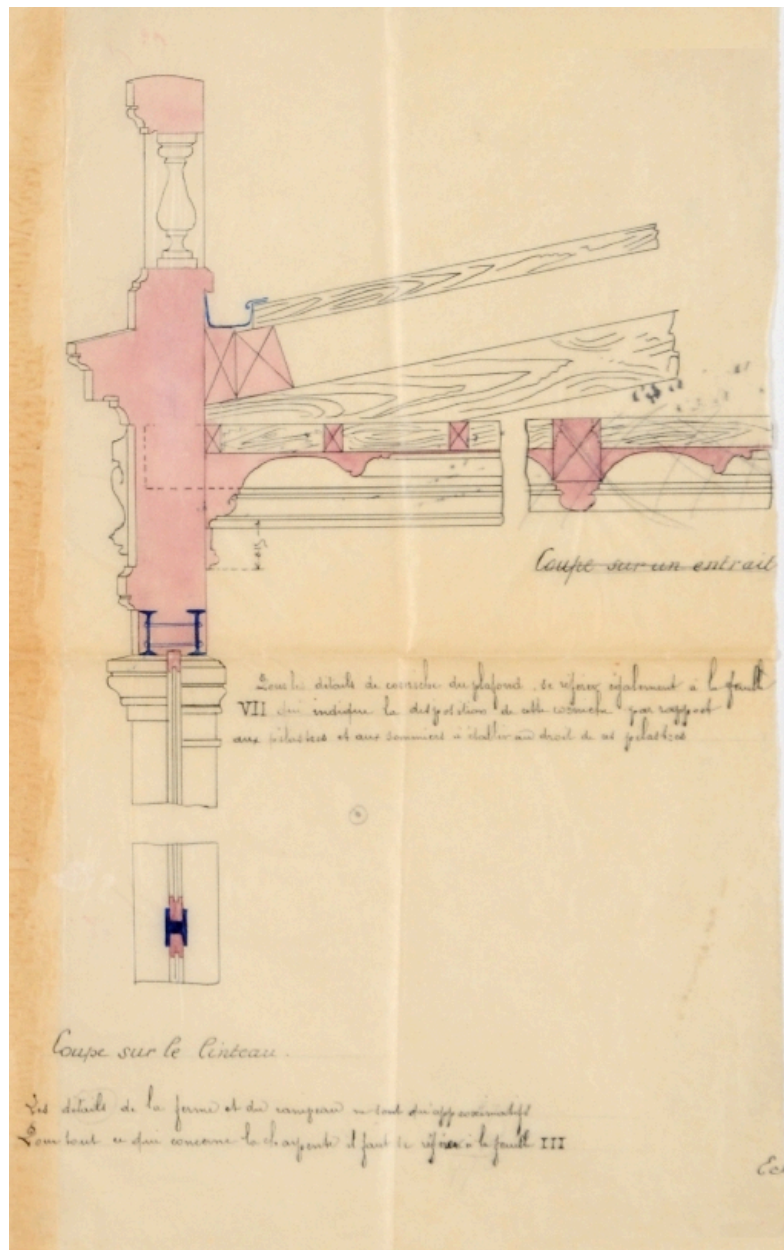 Coupe sur un entrait
Pour les détails de corniche du plafond se référer également à la feuille
VII qui indique la disposition de cette corniche par rapport
aux pilastres et aux sommiers à établir au droit de ces pilastres
Coupe sur le linteau.
Les détails de la ferme et du rampeau ne sont qu'approximatifs
Pour tout ce qui concerne la charpente il faut se référer à la feuille III
Ech